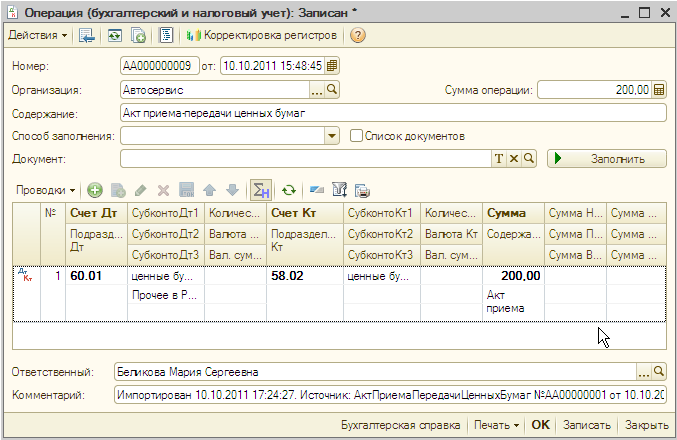 Операция (бухгалтерский и налоговый учет): Записан *
Действия Корректировка регистров ?
Номер: АА000000009 от: 10.10.2011 15:48:45
Организация: Автосервис ... Сумма операции: 200,00
Содержание: Акт приема-передачи ценных бумаг
Способ заполнения: Список документов
Документ: T Заполнить
Проводки
№ Счет Дт СубконтоДт1 Количес... Счет Кт СубконтоКт1 Количес... Сумма Сумма Н... Сумма ...
Подразд... Дт СубконтоДт2 Валюта ... Подраздел... Кт СубконтоКт2 Валюта Кт Содержа... Сумма П... Сумма ...
СубконтоДт3 Вал. сум... СубконтоКт3 Вал. сум... Сумма В... Сумма ...
Дт Кт 1 60.01 ценные бу... 58.02 ценные бу... 200,00
Прочее в Р... Акт
приема
Ответственный: Беликова Мария Сергеевна ...
Комментарий: Импортирован 10.10.2011 17:24:27. Источник: АктПриемаПередачиЦенныхБумаг №АА00000001 от 10.10.20
Бухгалтерская справка Печать OK Записать Закрыть